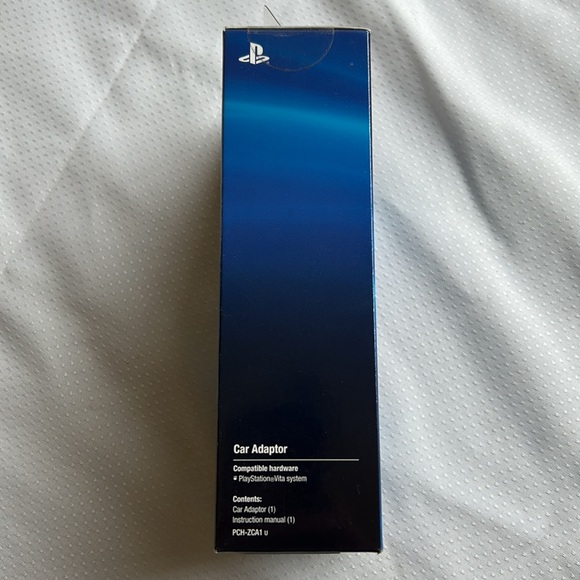 Car Adaptor
Compatible hardware
PlayStation®Vita system
Contents:
Car Adaptor (1)
Instruction manual (1)
PCH-ZCA1 U